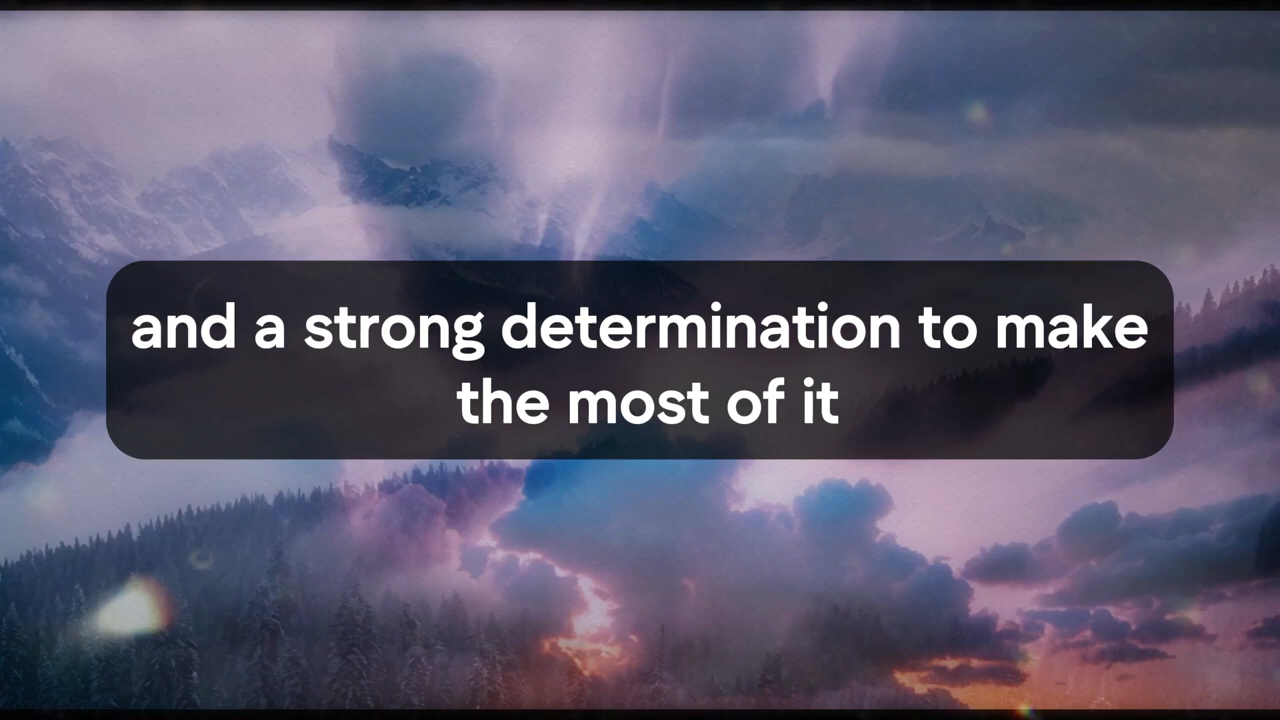 and a strong determination to make
the most of it